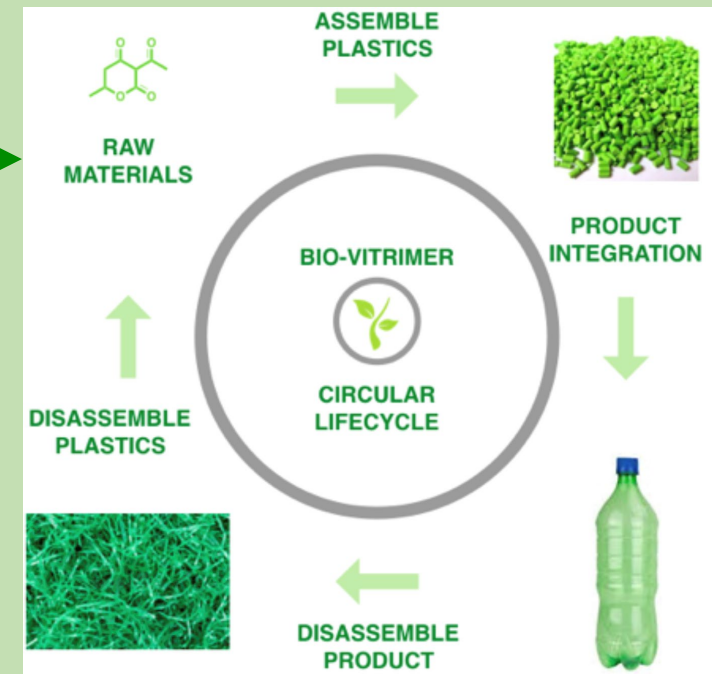 ASSEMBLE
PLASTICS
O
O
O
O
RAW
MATERIALS
PRODUCT
INTEGRATION
BIO-VITRIMER
CIRCULAR
LIFECYCLE
DISASSEMBLE
PLASTICS
DISASSEMBLE
PRODUCT